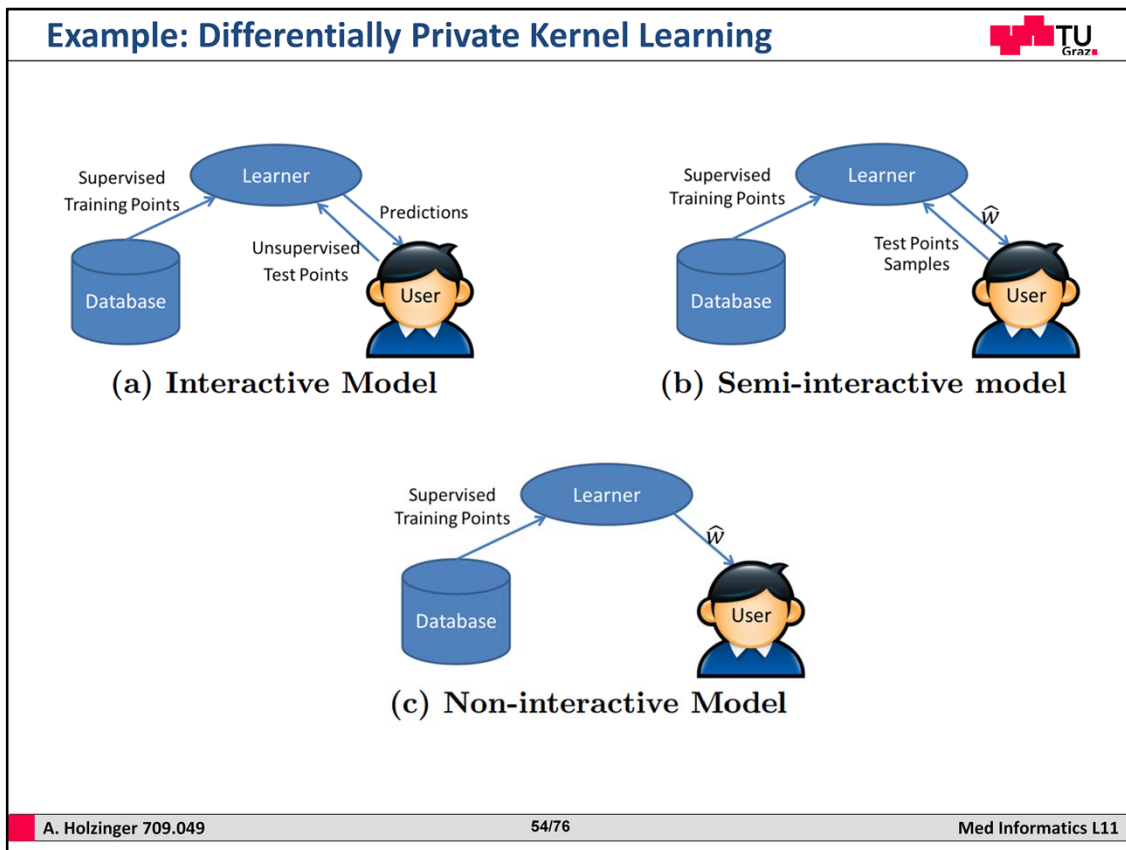 Example: Differentially Private Kernel Learning
TU
Graz
Learner
Supervised
Training Points
Predictions
Unsupervised
Test Points
Database
User
(a) Interactive Model
Learner
Supervised
Training Points
ŵ
Test Points
Samples
Database
User
(b) Semi-interactive model
Learner
Supervised
Training Points
ŵ
Database
User
(c) Non-interactive Model
A. Holzinger 709.049 54/76 Med Informatics L11